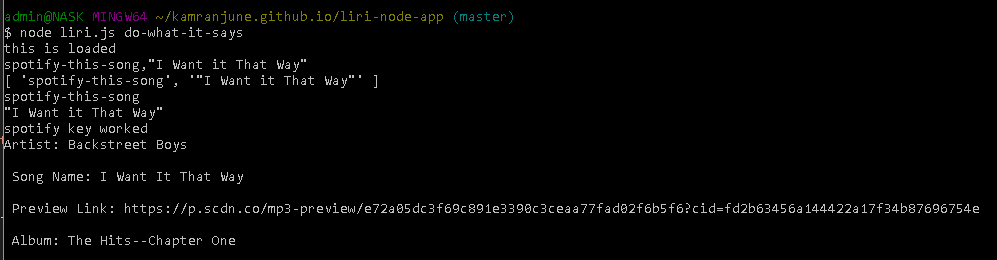 admin@NASK MINGW64 ~/kamranjune.github.io/liri-node-app (master)
$ node liri.js do-what-it-says
this is loaded
spotify-this-song,"I Want it That Way"
[ 'spotify-this-song', '"I Want it That Way"' ]
spotify-this-song
"I Want it That Way"
spotify key worked
Artist: Backstreet Boys
Song Name: I Want It That Way
Preview Link: https://p.scdn.co/mp3-preview/e72a05dc3f69c891e3390c3ceaa77fad02f6b5f6?cid=fd2b63456a144422a17f34b87696754e
Album: The Hits--Chapter One